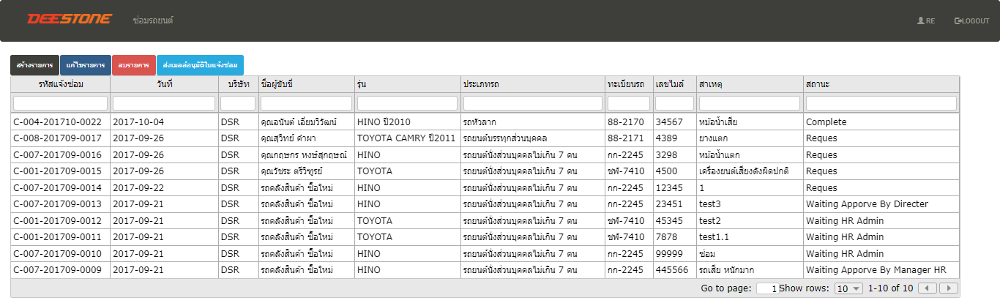 DEESTONE ซ่อมรถยนต์ RE LOGOUT
สร้างรายการ แก้ไขรายการ ลบรายการ ส่งเมลล์อนุมัติใบแจ้งซ่อม
รหัสแจ้งซ่อม วันที่ บริษัท ชื่อผู้ขับขี่ รุ่น ประเภทรถ ทะเบียนรถ เลขไมล์ สาเหตุ สถานะ
C-004-201710-0022 2017-10-04 DSR คุณอนันต์ เอี่ยมวิวัฒน์ HINO ปี2010 รถหัวลาก 88-2170 34567 หม้อน้ำเสีย Complete
C-008-201709-0017 2017-09-26 DSR คุณสุวิทย์ คำผา TOYOTA CAMRY ปี2011 รถยนต์บรรทุกส่วนบุคคล 88-2171 4389 ยางแตก Reques
C-007-201709-0016 2017-09-26 DSR คุณกฤษกร หงษ์สุกฤษณ์ HINO รถยนต์นั่งส่วนบุคคลไม่เกิน 7 คน กก-2245 3298 หม้อน้ำแตก Reques
C-001-201709-0015 2017-09-26 DSR คุณวัชระ ตรีวิฑูรย์ TOYOTA รถยนต์นั่งส่วนบุคคลไม่เกิน 7 คน ชฬ-7410 4500 เครื่องยนต์เสียงดังผิดปกติ Reques
C-007-201709-0014 2017-09-22 DSR รถคลังสินค้า ซื้อใหม่ HINO รถยนต์นั่งส่วนบุคคลไม่เกิน 7 คน กก-2245 12345 1 Reques
C-007-201709-0013 2017-09-21 DSR รถคลังสินค้า ซื้อใหม่ HINO รถยนต์นั่งส่วนบุคคลไม่เกิน 7 คน กก-2245 23451 test3 Waiting Apporve By Directer
C-001-201709-0012 2017-09-21 DSR รถคลังสินค้า ซื้อใหม่ TOYOTA รถยนต์นั่งส่วนบุคคลไม่เกิน 7 คน ชฬ-7410 45345 test2 Waiting HR Admin
C-001-201709-0011 2017-09-21 DSR รถคลังสินค้า ซื้อใหม่ TOYOTA รถยนต์นั่งส่วนบุคคลไม่เกิน 7 คน ชฬ-7410 7878 test1.1 Waiting HR Admin
C-007-201709-0010 2017-09-21 DSR รถคลังสินค้า ซื้อใหม่ HINO รถยนต์นั่งส่วนบุคคลไม่เกิน 7 คน กก-2245 99999 ซ่อม Waiting HR Admin
C-007-201709-0009 2017-09-21 DSR รถคลังสินค้า ซื้อใหม่ HINO รถยนต์นั่งส่วนบุคคลไม่เกิน 7 คน กก-2245 445566 รถเสีย หนักมาก Waiting Apporve By Manager HR
Go to page: 1 Show rows: 10 1-10 of 10